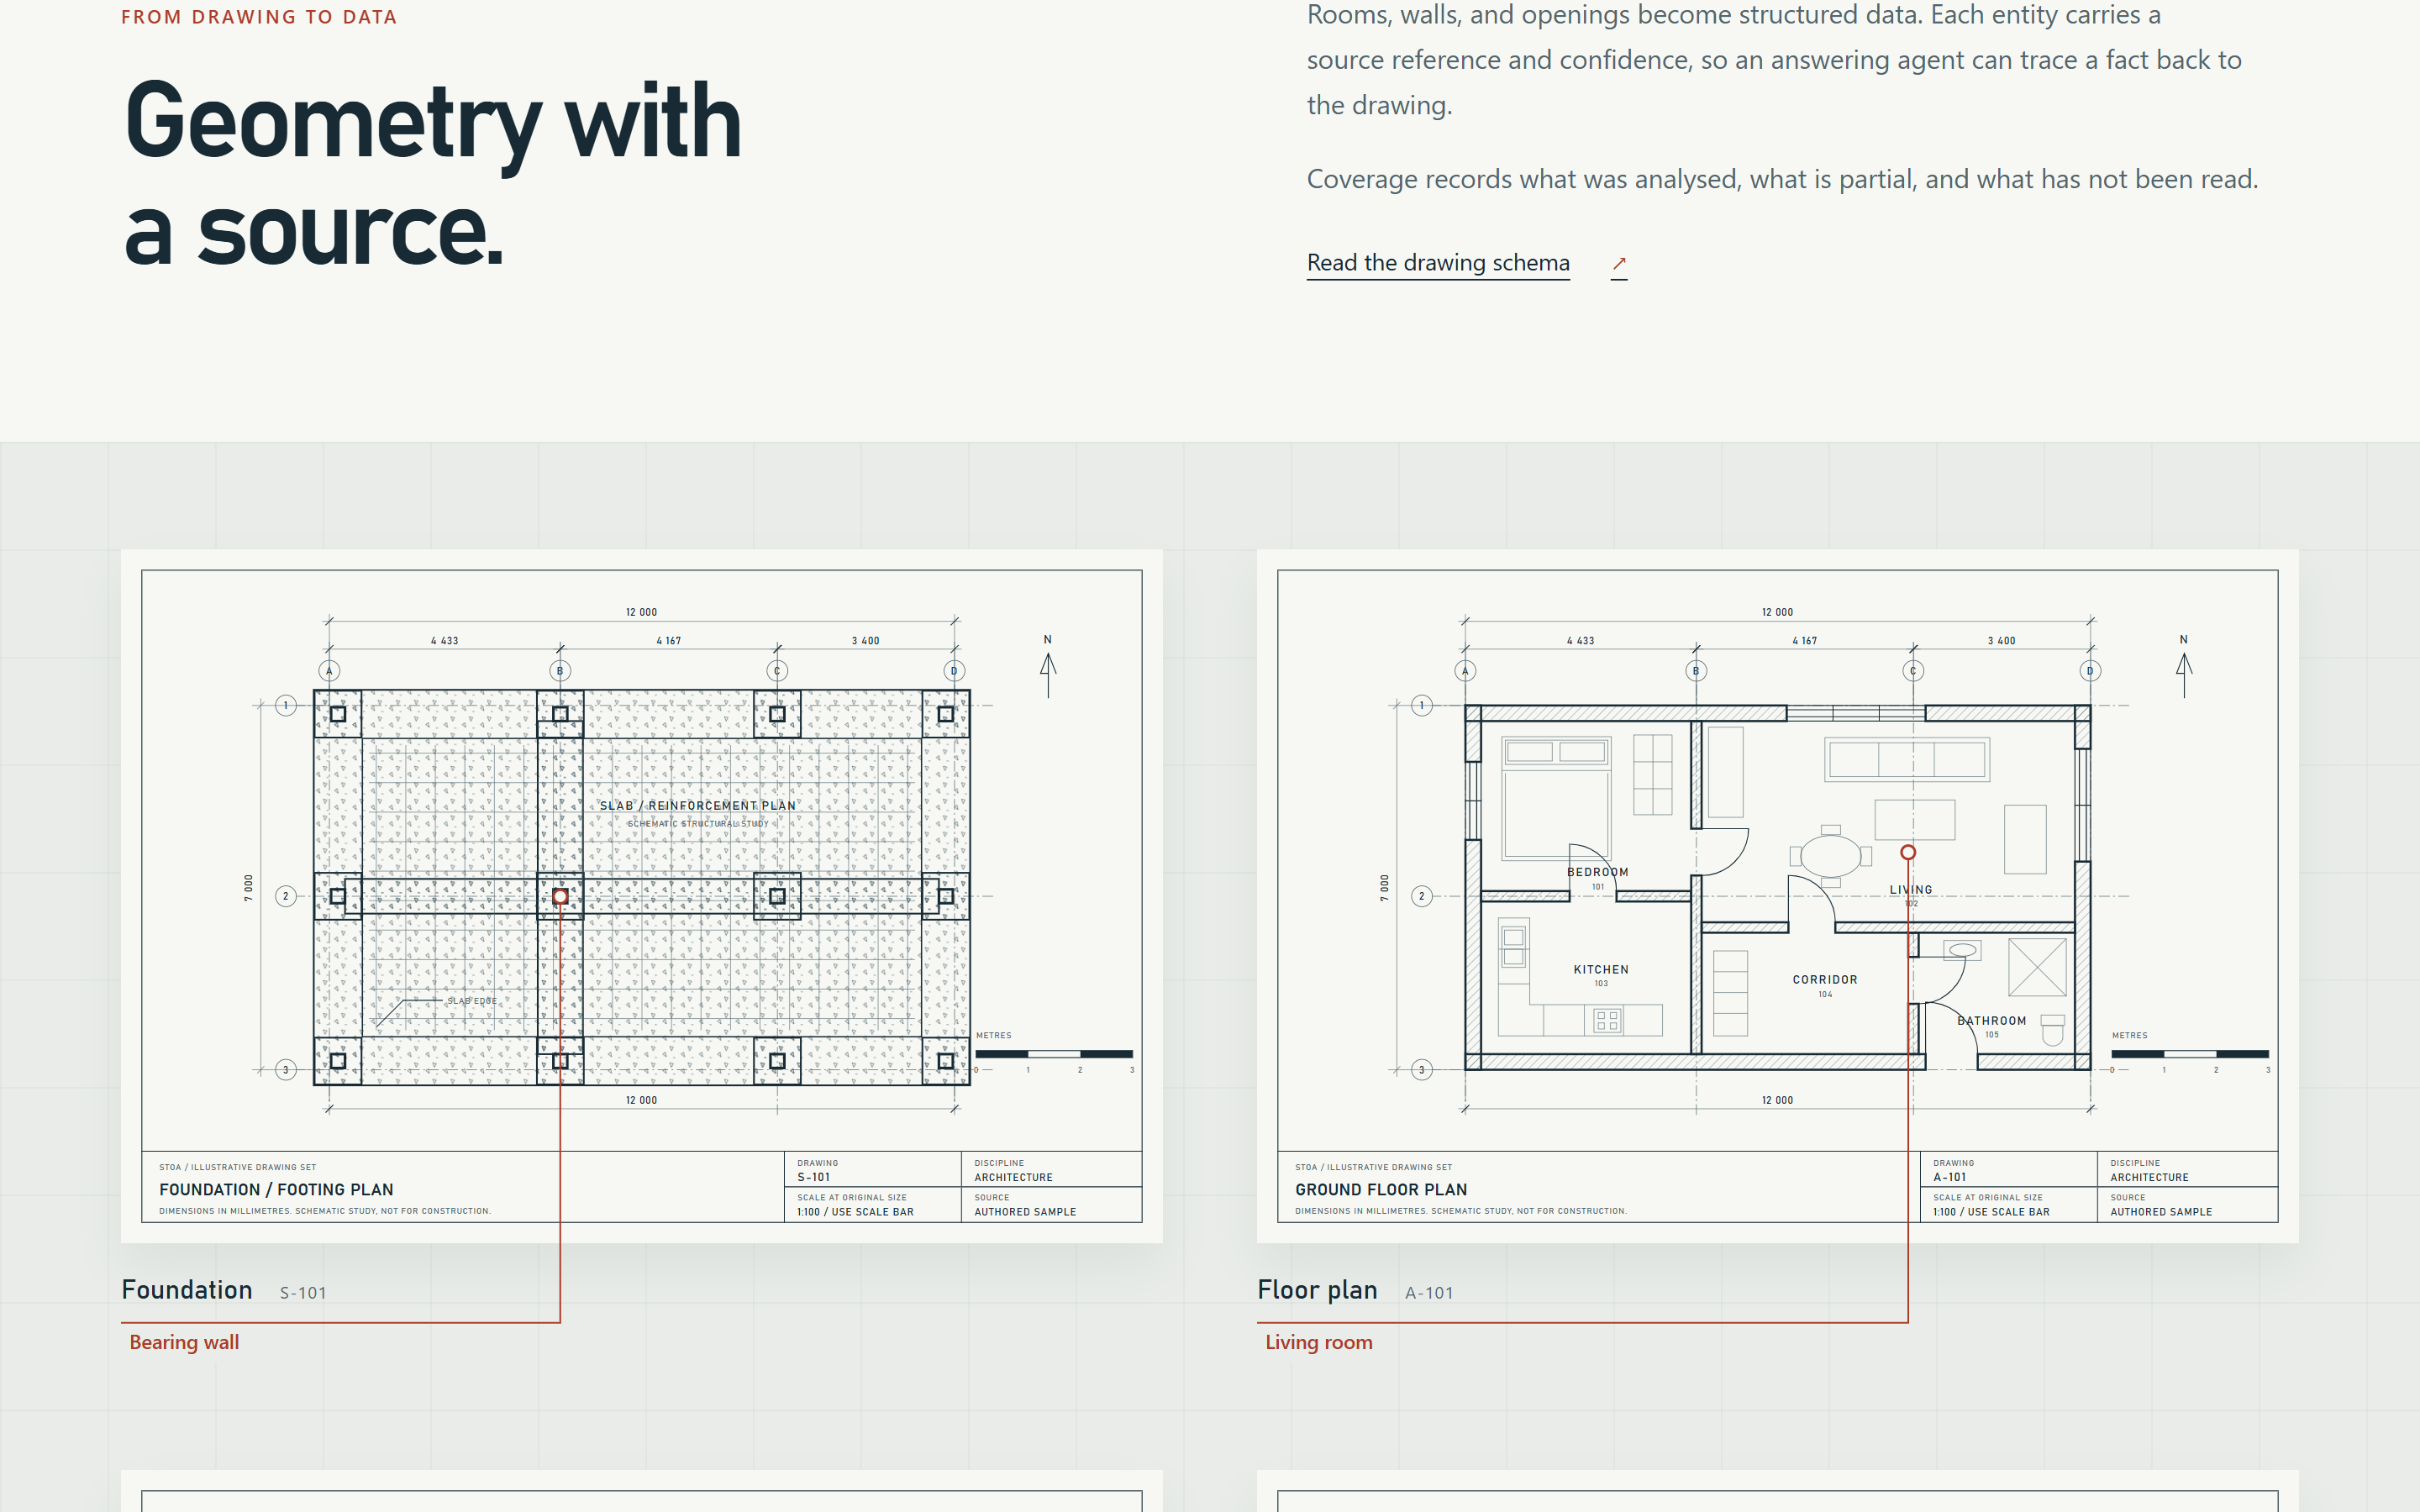 FROM DRAWING TO DATA
Geometry with
a source.
Rooms, walls, and openings become structured data. Each entity carries a
source reference and confidence, so an answering agent can trace a fact back to
the drawing.
Coverage records what was analysed, what is partial, and what has not been read.
Read the drawing schema ↗
12 000
4 433 4 167 3 400
N
A B C D
1
SLAB / REINFORCEMENT PLAN
SCHEMATIC STRUCTURAL STUDY
7 000
2
SLAB EDGE
METRES
3
0 1 2 3
12 000
STOA / ILLUSTRATIVE DRAWING SET
FOUNDATION / FOOTING PLAN
DIMENSIONS IN MILLIMETRES. SCHEMATIC STUDY, NOT FOR CONSTRUCTION.
DRAWING
S-101
DISCIPLINE
ARCHITECTURE
SCALE AT ORIGINAL SIZE
1:100 / USE SCALE BAR
SOURCE
AUTHORED SAMPLE
Foundation S-101
Bearing wall
12 000
4 433 4 167 3 400
N
A B C D
1
BEDROOM
101
7 000
2
LIVING
102
KITCHEN
103
CORRIDOR
104
BATHROOM
105
METRES
3
0 1 2 3
12 000
STOA / ILLUSTRATIVE DRAWING SET
GROUND FLOOR PLAN
DIMENSIONS IN MILLIMETRES. SCHEMATIC STUDY, NOT FOR CONSTRUCTION.
DRAWING
A-101
DISCIPLINE
ARCHITECTURE
SCALE AT ORIGINAL SIZE
1:100 / USE SCALE BAR
SOURCE
AUTHORED SAMPLE
Floor plan A-101
Living room